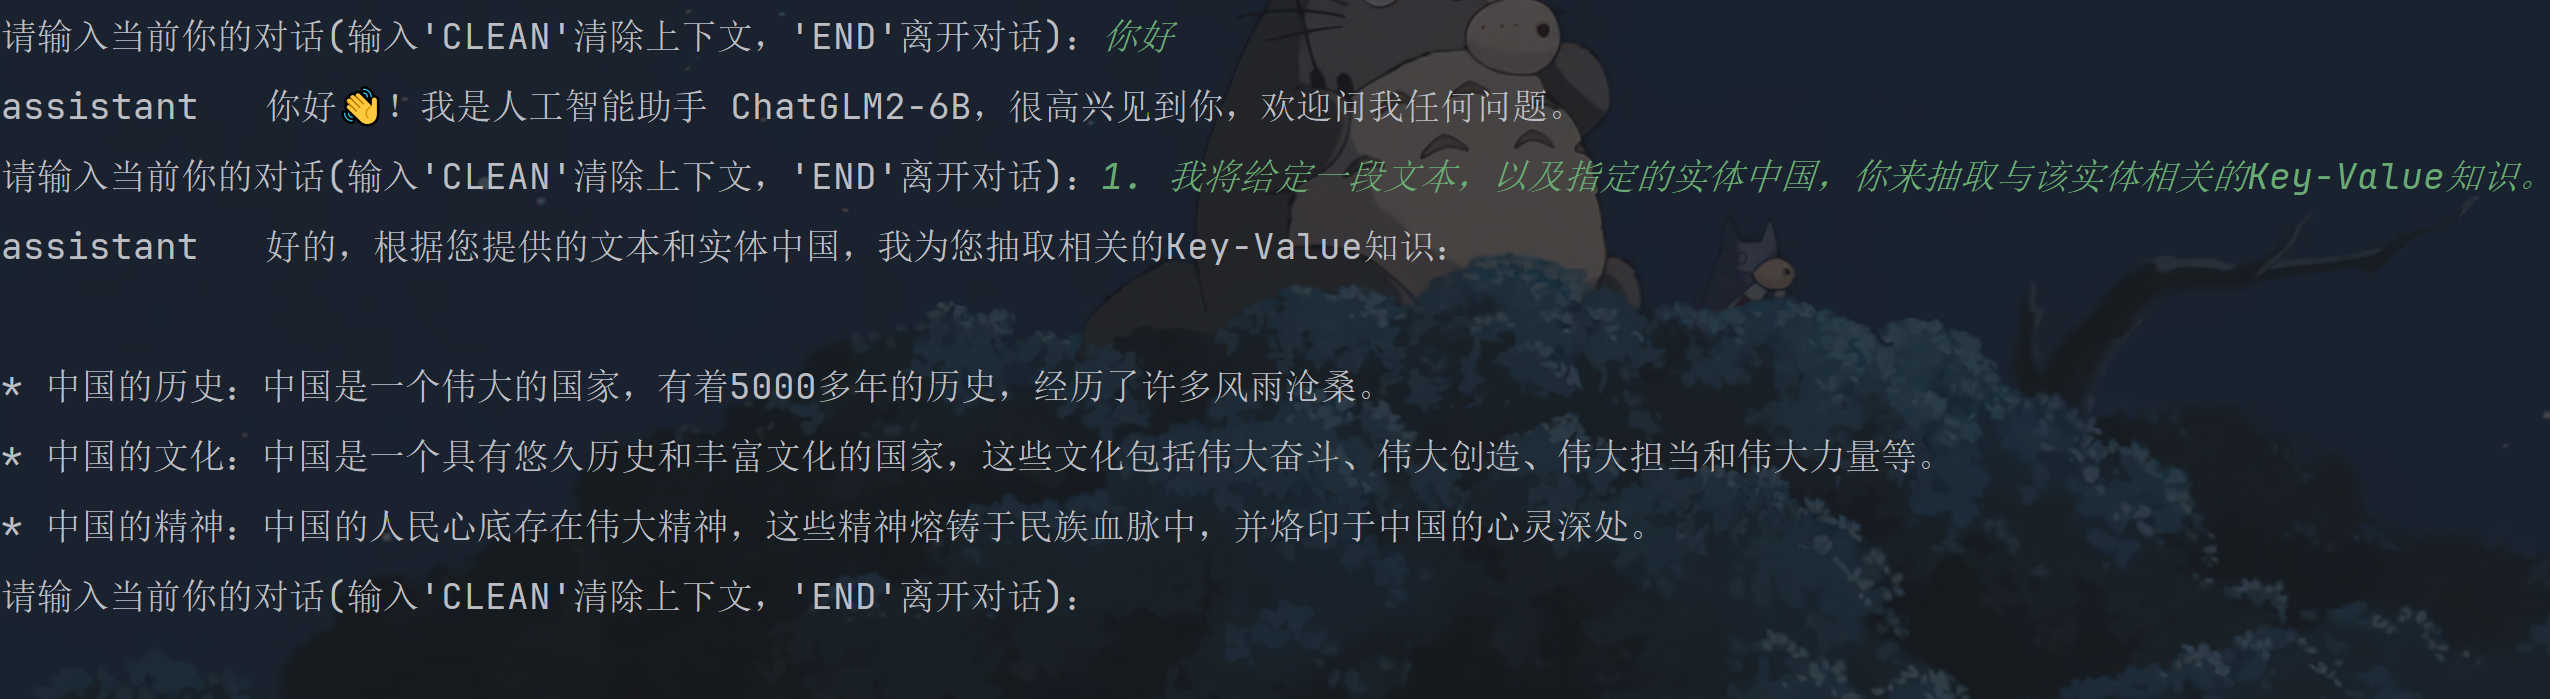 请输入当前你的对话(输入'CLEAN'清除上下文，'END'离开对话)：你好
assistant   你好👋！我是人工智能助手 ChatGLM2-6B，很高兴见到你，欢迎问我任何问题。
请输入当前你的对话(输入'CLEAN'清除上下文，'END'离开对话)：1. 我将给定一段文本，以及指定的实体中国，你来抽取与该实体相关的Key-Value知识。
assistant   好的，根据您提供的文本和实体中国，我为您抽取相关的Key-Value知识：
* 中国的历史：中国是一个伟大的国家，有着5000多年的历史，经历了许多风雨沧桑。
* 中国的文化：中国是一个具有悠久历史和丰富文化的国家，这些文化包括伟大奋斗、伟大创造、伟大担当和伟大力量等。
* 中国的精神：中国的人民心底存在伟大精神，这些精神熔铸于民族血脉中，并烙印于中国的心灵深处。
请输入当前你的对话(输入'CLEAN'清除上下文，'END'离开对话)：